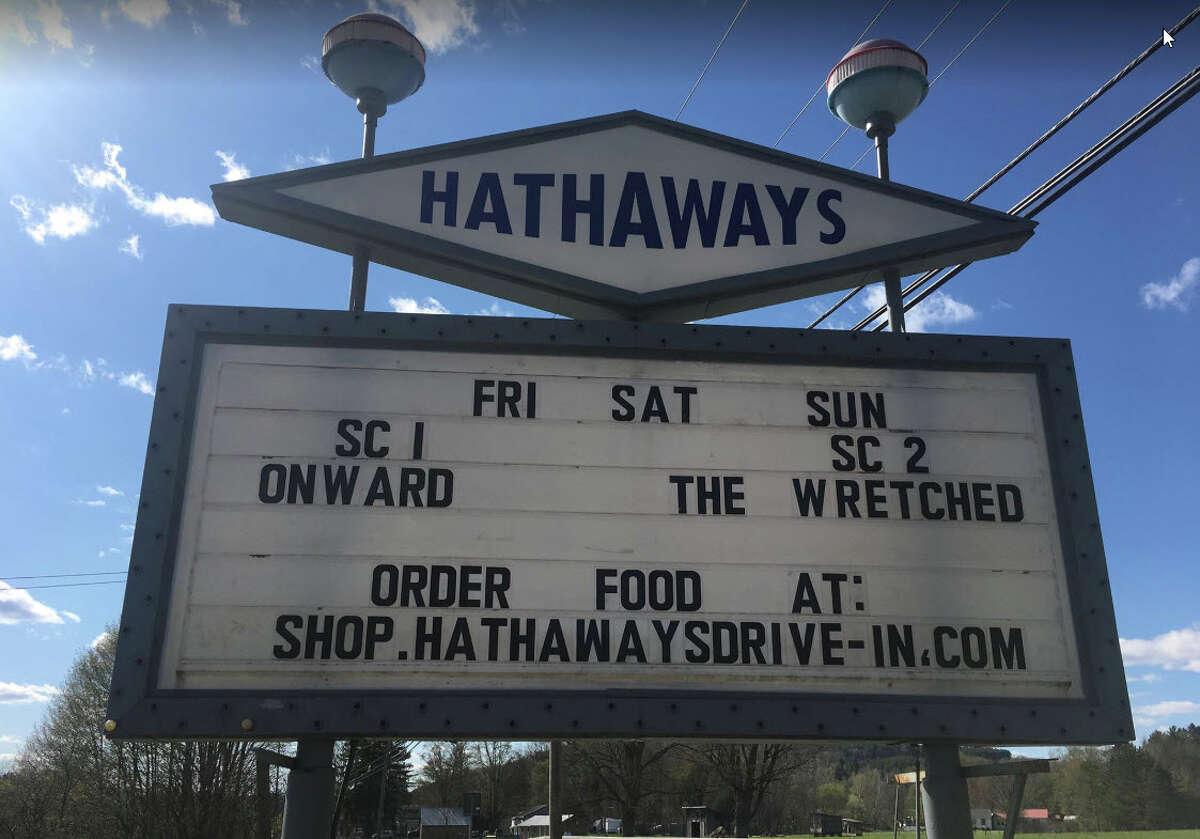 HATHAWAYS
FRI SAT SUN
SC 1 SC 2
ONWARD THE WRETCHED
ORDER FOOD AT:
SHOP.HATHAWAYSDRIVE-IN.COM